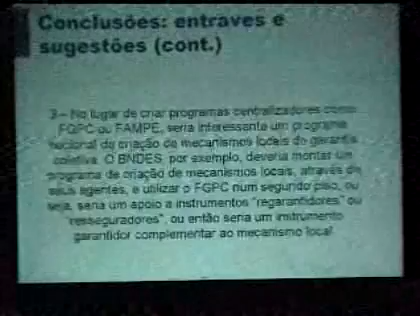 Conclusões: entraves e
sugestões (cont.)
3 – No lugar de criar programas centralizadores como
FGPC ou FAMPE, seria interessante um programa
nacional de criação de mecanismos locais de garantia
coletiva. O BNDES, por exemplo, deveria montar um
programa de criação de mecanismos locais, através de
seus agentes, e utilizar o FGPC num segundo piso, ou
seja, seria um apoio a instrumentos "regarantidores" ou
"resseguradores", ou então seria um instrumento
garantidor complementar ao mecanismo local.